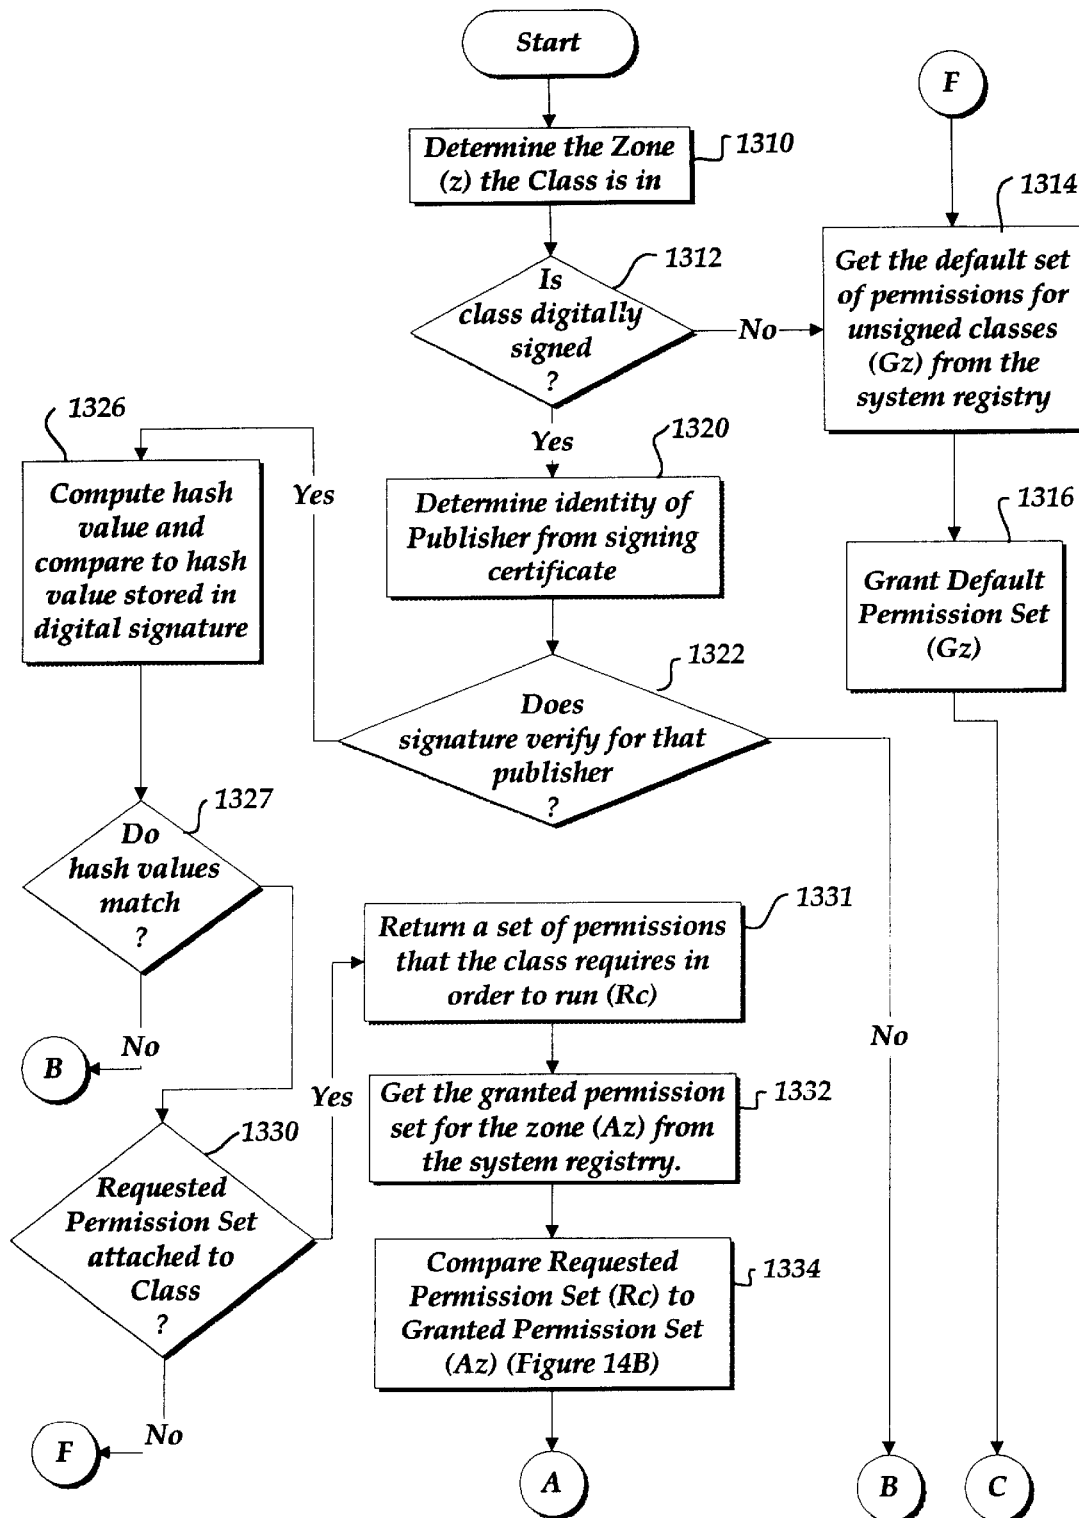 Start
F
Determine the Zone
(z) the Class is in
1310
1314
Is
class digitally
signed
?
1312
No
Get the default set
of permissions for
unsigned classes
(Gz) from the
system registry
Yes
1326
Compute hash
value and
compare to hash
value stored in
digital signature
Yes
1320
Determine identity of
Publisher from signing
certificate
1316
Grant Default
Permission Set
(Gz)
1322
Does
signature verify for that
publisher
?
1327
Do
hash values
match
?
No
B
1331
Return a set of permissions
that the class requires in
order to run (Rc)
No
Yes
1332
Get the granted permission
set for the zone (Az) from
the system registrry.
1330
Requested
Permission Set
attached to
Class
?
1334
Compare Requested
Permission Set (Rc) to
Granted Permission Set
(Az) (Figure 14B)
No
F
A
B
C